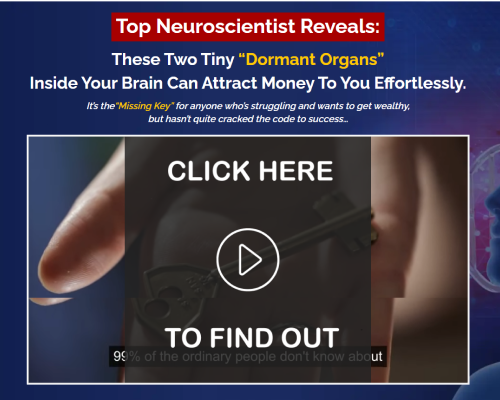 Top Neuroscientist Reveals:
These Two Tiny “Dormant Organs”
Inside Your Brain Can Attract Money To You Effortlessly.
It's the“Missing Key” for anyone who's struggling and wants to get wealthy,
but hasn't quite cracked the code to success...
CLICK HERE
TO FIND OUT
99% of the ordinary people don't know about